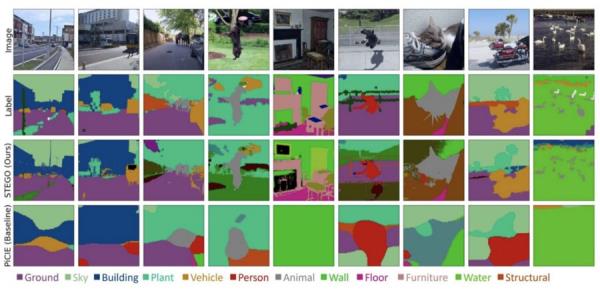 Image
Label
STEGO (Ours)
PiCIE (Baseline)
Ground Sky Building Plant Vehicle Person Animal Wall Floor Furniture Water Structural